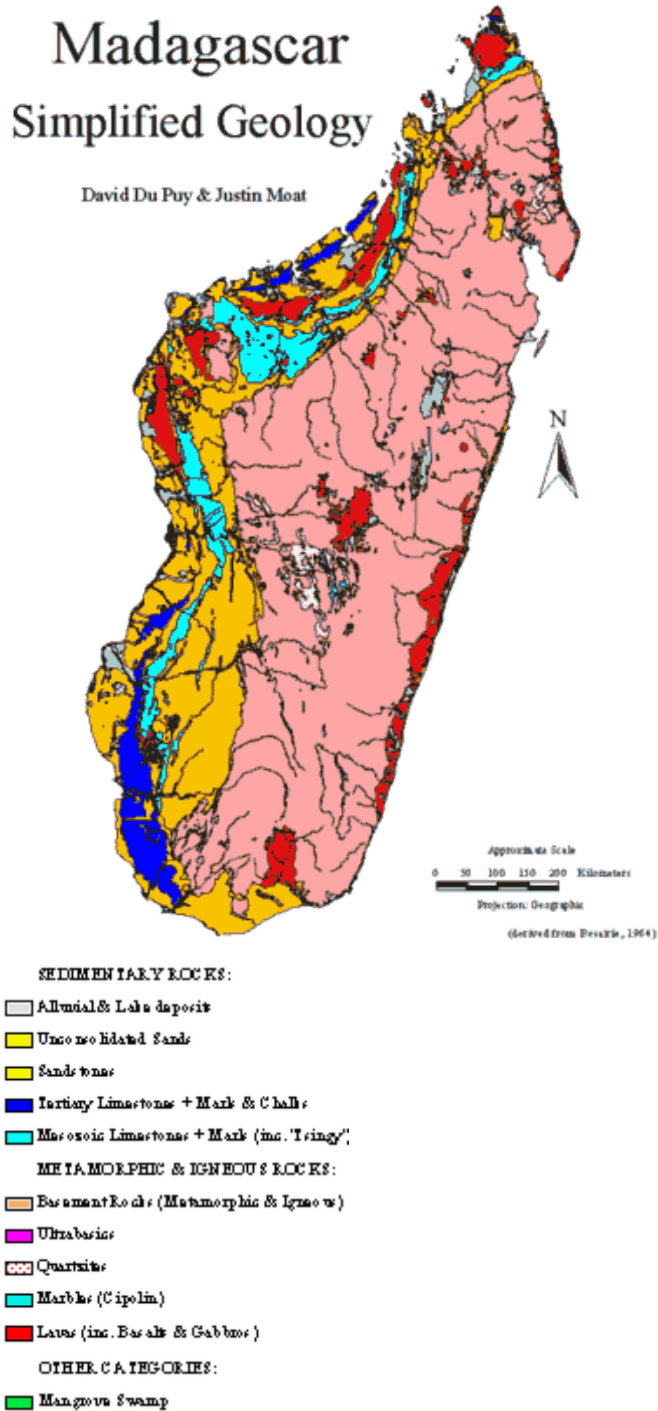 Madagascar
Simplified Geology
David Du Puy & Justin Moat
N
Approximate Scale
0 50 100 150 200 Kilometers
Projection: Geographic
(derived from Besairie, 1964)
SEDIMENTARY ROCKS:
Alluvial & Lake deposits
Unconsolidated Sands
Sandstones
Tertiary Limestones + Marls & Chalks
Mesozoic Limestones + Marls (inc. "Tsingy")
METAMORPHIC & IGNEOUS ROCKS:
Basement Rocks (Metamorphic & Igneous)
Ultrabasics
Quartzites
Marbles (Cipolin)
Lavas (inc. Basalts & Gabbros)
OTHER CATEGORIES:
Mangrove Swamp